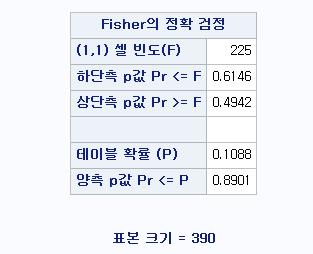 Fisher의 정확 검정
(1,1) 셀 빈도(F) 225
하단측 p값 Pr <= F 0.6146
상단측 p값 Pr >= F 0.4942
테이블 확률 (P) 0.1088
양측 p값 Pr <= P 0.8901
표본 크기 = 390